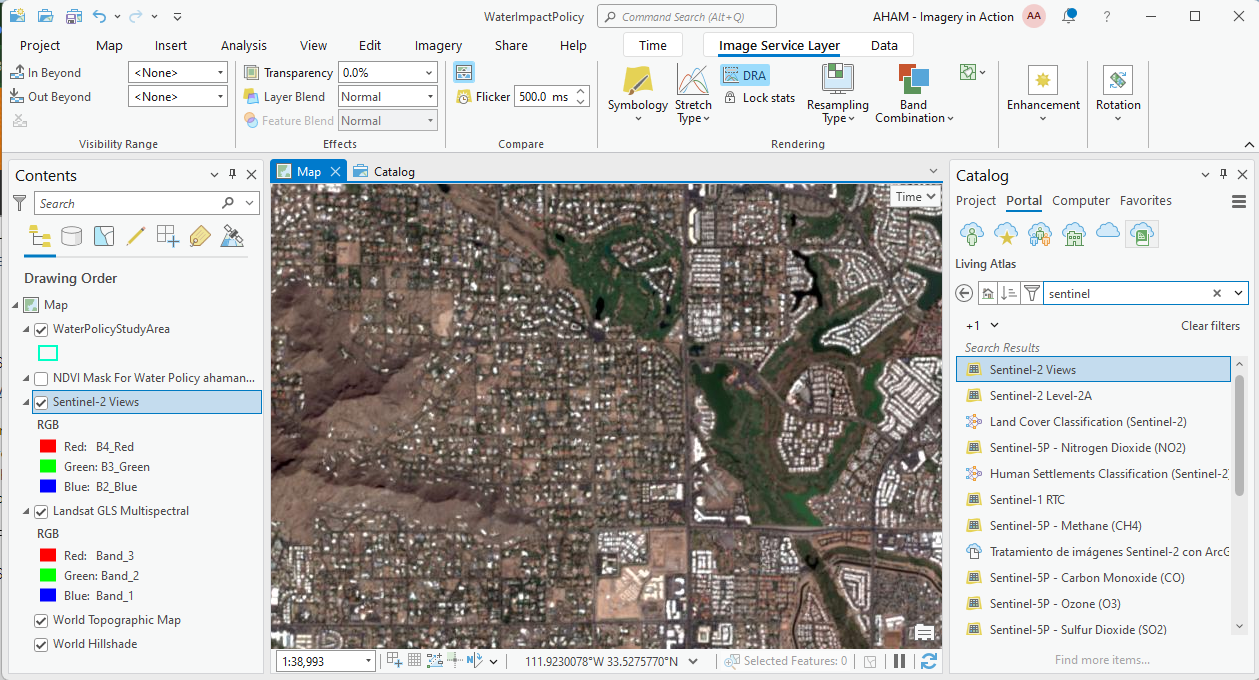 WaterImpactPolicy
Command Search (Alt+Q)
AHAM - Imagery in Action
AA
?
Project Map Insert Analysis View Edit Imagery Share Help Time Image Service Layer Data
In Beyond <None>
Out Beyond <None>
Visibility Range
Transparency 0.0%
Layer Blend Normal
Feature Blend Normal
Effects
Flicker 500.0 ms
Compare
Symbology
Stretch Type
DRA
Lock stats
Resampling Type
Band Combination
Rendering
Enhancement
Rotation
Contents
Search
Drawing Order
Map
WaterPolicyStudyArea
NDVI Mask For Water Policy ahaman...
Sentinel-2 Views
RGB
Red: B4_Red
Green: B3_Green
Blue: B2_Blue
Landsat GLS Multispectral
RGB
Red: Band_3
Green: Band_2
Blue: Band_1
World Topographic Map
World Hillshade
Map Catalog
Time
1:38,993
N
111.9230078°W 33.5275770°N
Selected Features: 0
Catalog
Project Portal Computer Favorites
Living Atlas
sentinel
+1 Clear filters
Search Results
Sentinel-2 Views
Sentinel-2 Level-2A
Land Cover Classification (Sentinel-2)
Sentinel-5P - Nitrogen Dioxide (NO2)
Human Settlements Classification (Sentinel-2
Sentinel-1 RTC
Sentinel-5P - Methane (CH4)
Tratamiento de imágenes Sentinel-2 con ArcG
Sentinel-5P - Carbon Monoxide (CO)
Sentinel-5P - Ozone (O3)
Sentinel-5P - Sulfur Dioxide (SO2)
Find more items...